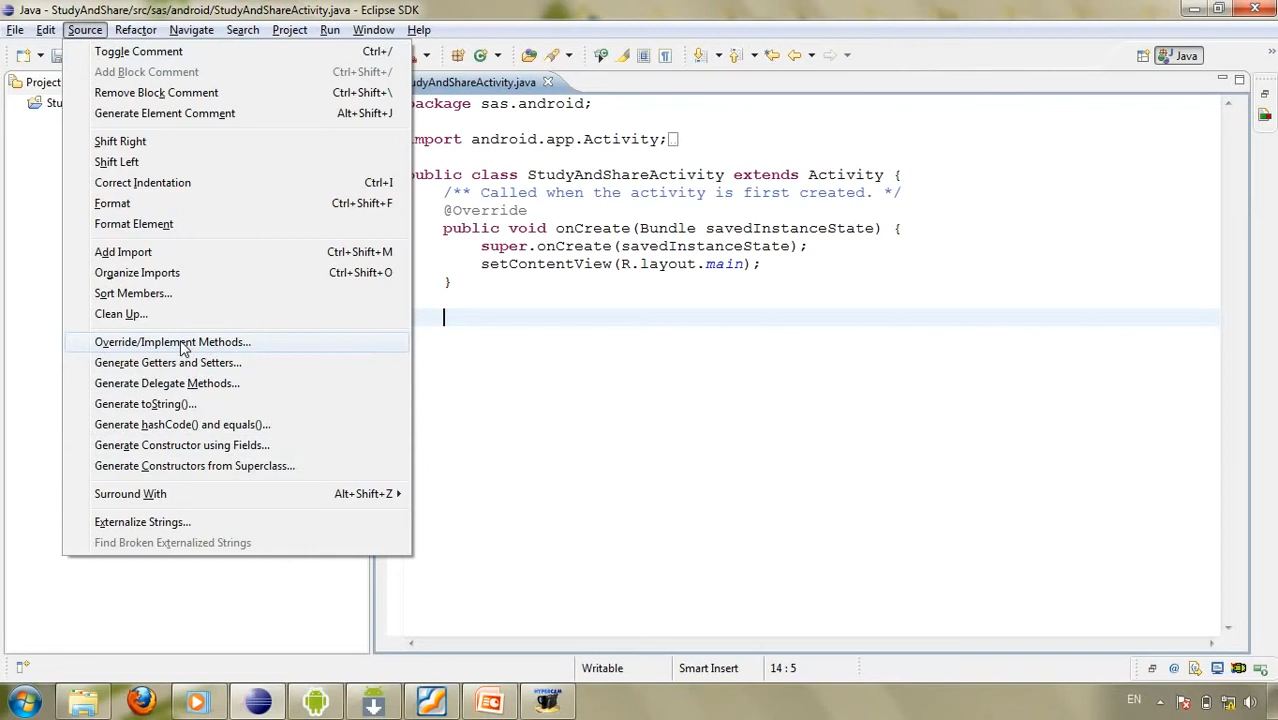 Java - StudyAndShare/src/sas/android/StudyAndShareActivity.java - Eclipse SDK
File Edit Source Refactor Navigate Search Project Run Window Help
Java
Project
udyAndShareActivity.java
Stu
Toggle Comment Ctrl+/
Add Block Comment Ctrl+Shift+/
Remove Block Comment Ctrl+Shift+\
Generate Element Comment Alt+Shift+J
Shift Right
Shift Left
Correct Indentation Ctrl+I
Format Ctrl+Shift+F
Format Element
Add Import Ctrl+Shift+M
Organize Imports Ctrl+Shift+O
Sort Members...
Clean Up...
Override/Implement Methods...
Generate Getters and Setters...
Generate Delegate Methods...
Generate toString()...
Generate hashCode() and equals()...
Generate Constructor using Fields...
Generate Constructors from Superclass...
Surround With Alt+Shift+Z
Externalize Strings...
Find Broken Externalized Strings
package sas.android;
import android.app.Activity;
public class StudyAndShareActivity extends Activity {
/** Called when the activity is first created. */
@Override
public void onCreate(Bundle savedInstanceState) {
super.onCreate(savedInstanceState);
setContentView(R.layout.main);
}
Writable Smart Insert 14 : 5
HYPERCAM
EN